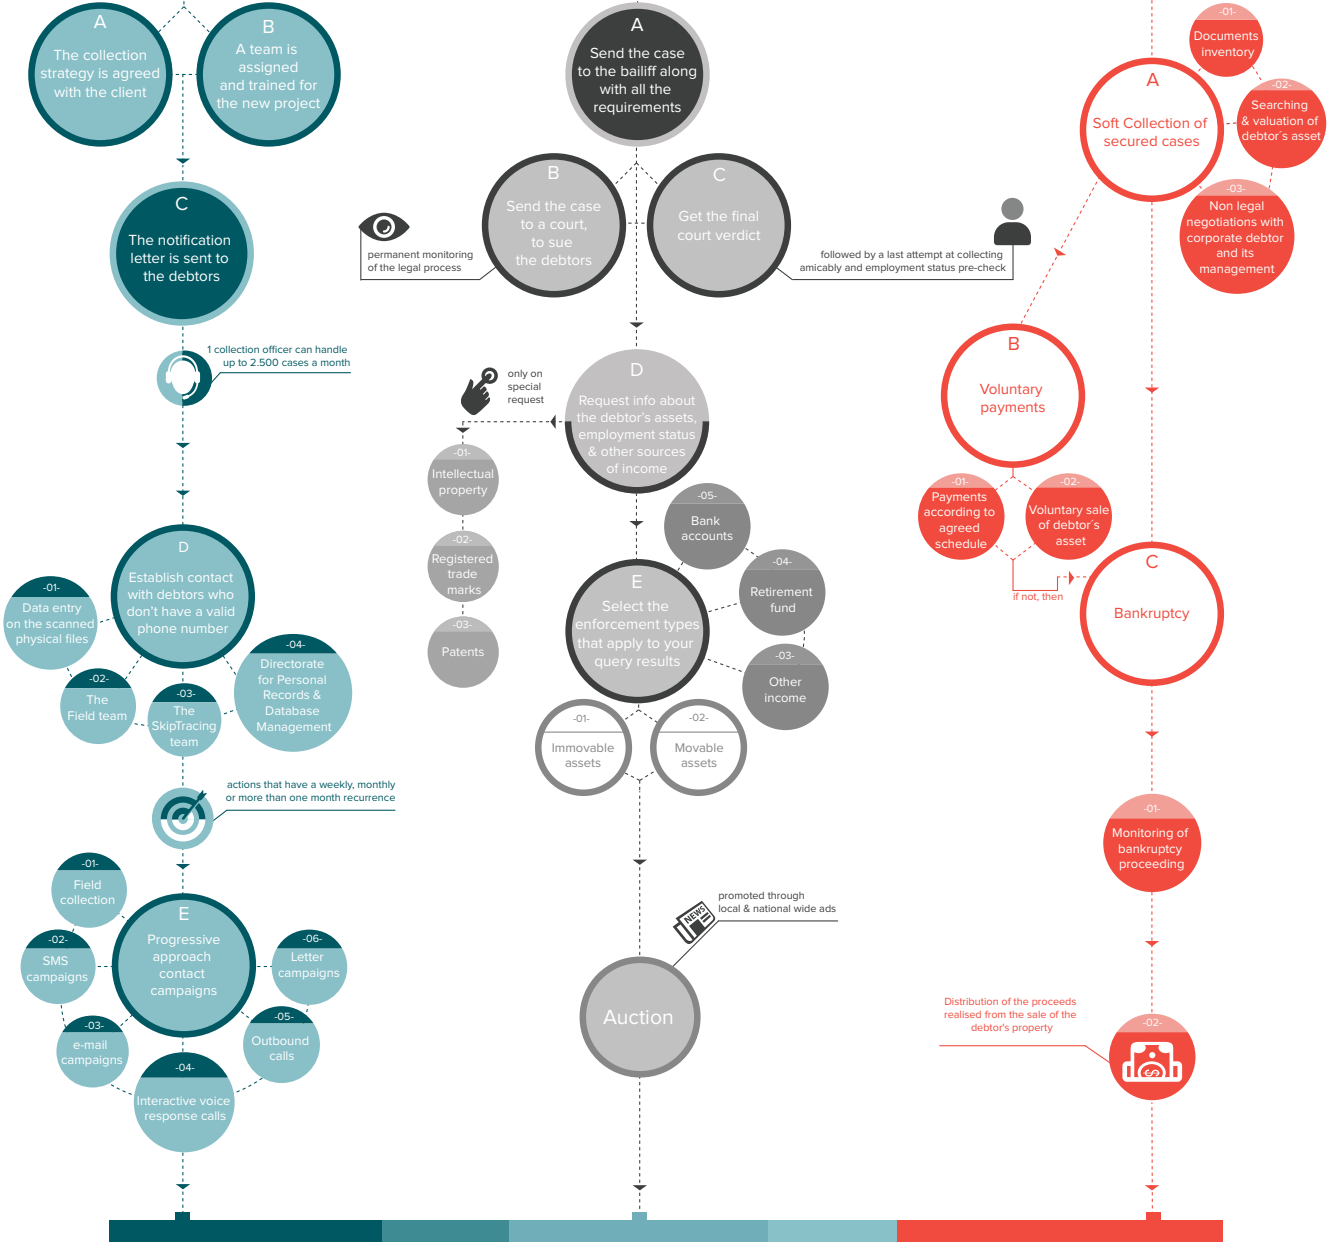 A
The collection
strategy is agreed
with the client
B
A team is
assigned
and trained for
the new project
C
The notification
letter is sent to
the debtors
1 collection officer can handle
up to 2.500 cases a month
D
Establish contact
with debtors who
don't have a valid
phone number
-01-
Data entry
on the scanned
physical files
-02-
The
Field team
-03-
The
SkipTracing
team
-04-
Directorate
for Personal
Records &
Database
Management
actions that have a weekly, monthly
or more than one month recurrence
E
Progressive
approach
contact
campaigns
-01-
Field
collection
-02-
SMS
campaigns
-03-
e-mail
campaigns
-04-
Interactive voice
response calls
-05-
Outbound
calls
-06-
Letter
campaigns
A
Send the case
to the bailiff along
with all the
requirements
B
Send the case
to a court,
to sue
the debtors
C
Get the final
court verdict
permanent monitoring
of the legal process
followed by a last attempt at collecting
amicably and employment status pre-check
D
Request info about
the debtor's assets,
employment status
& other sources
of income
only on
special
request
-01-
Intellectual
property
-02-
Registered
trade
marks
-03-
Patents
E
Select the
enforcement types
that apply to your
query results
-05-
Bank
accounts
-04-
Retirement
fund
-03-
Other
income
-01-
Immovable
assets
-02-
Movable
assets
NEWS
promoted through
local & national wide ads
Auction
A
Soft Collection of
secured cases
-01-
Documents
inventory
-02-
Searching
& valuation of
debtor´s asset
-03-
Non legal
negotiations with
corporate debtor
and its
management
B
Voluntary
payments
-01-
Payments
according to
agreed
schedule
-02-
Voluntary sale
of debtor´s
asset
if not, then
C
Bankruptcy
-01-
Monitoring of
bankruptcy
proceeding
Distribution of the proceeds
realised from the sale of the
debtor's property
-02-
$